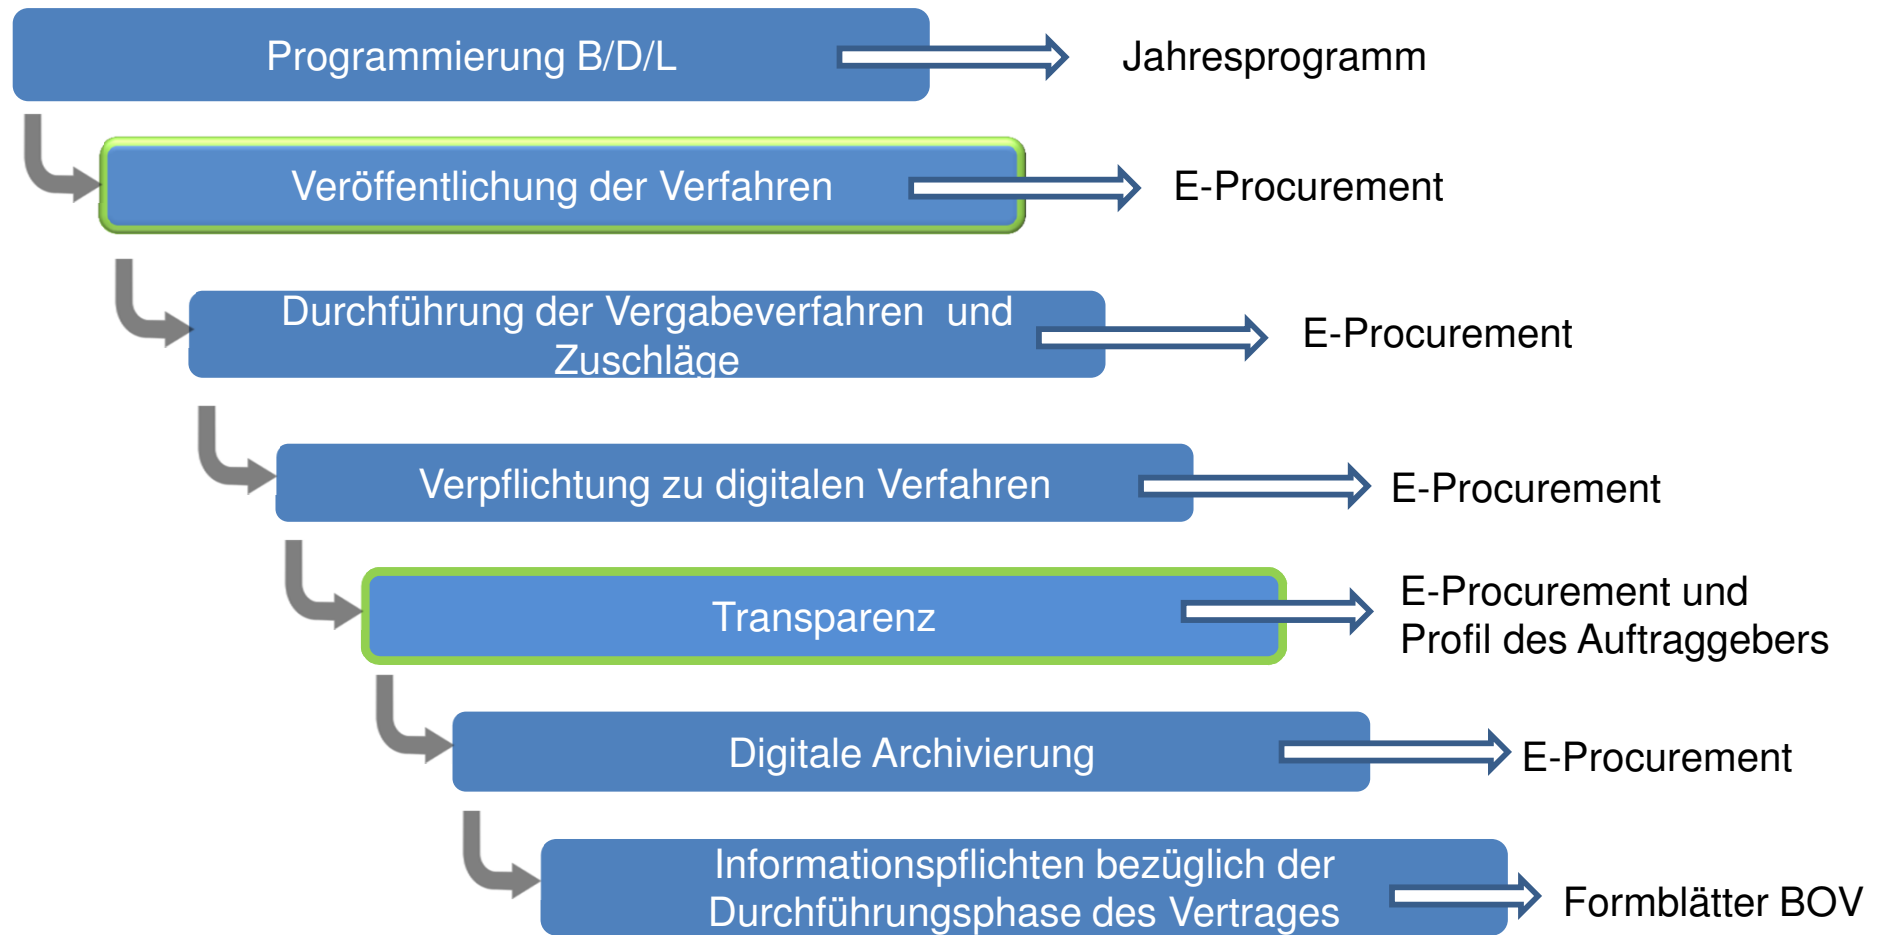 Programmierung B/D/L
Jahresprogramm
Veröffentlichung der Verfahren
E-Procurement
Durchführung der Vergabeverfahren und
Zuschläge
E-Procurement
Verpflichtung zu digitalen Verfahren
E-Procurement
Transparenz
E-Procurement und
Profil des Auftraggebers
Digitale Archivierung
E-Procurement
Informationspflichten bezüglich der
Durchführungsphase des Vertrages
Formblätter BOV